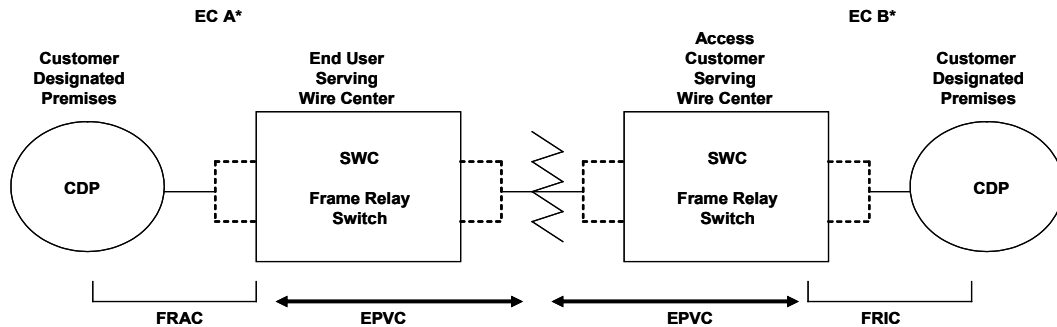 EC A*
EC B*
Customer
Designated
Premises
End User
Serving
Wire Center
Access
Customer
Serving
Wire Center
Customer
Designated
Premises
CDP
SWC
Frame Relay
Switch
SWC
Frame Relay
Switch
CDP
FRAC
EPVC
EPVC
FRIC